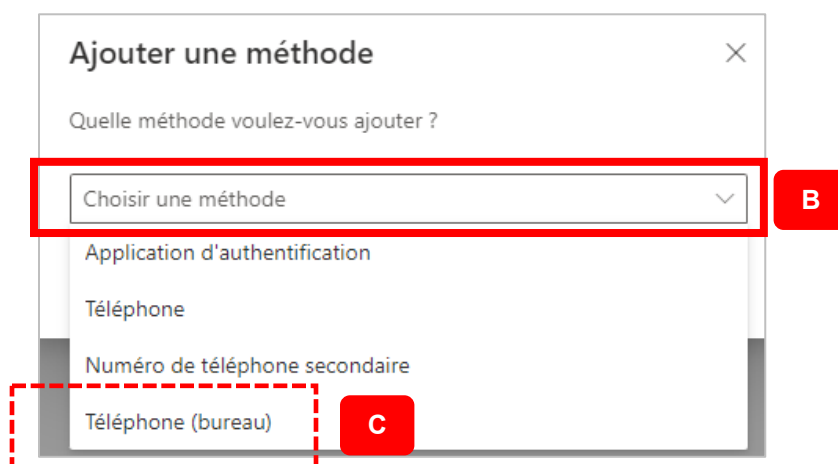 Ajouter une méthode
Quelle méthode voulez-vous ajouter ?
Choisir une méthode
B
Application d'authentification
Téléphone
Numéro de téléphone secondaire
Téléphone (bureau)
C